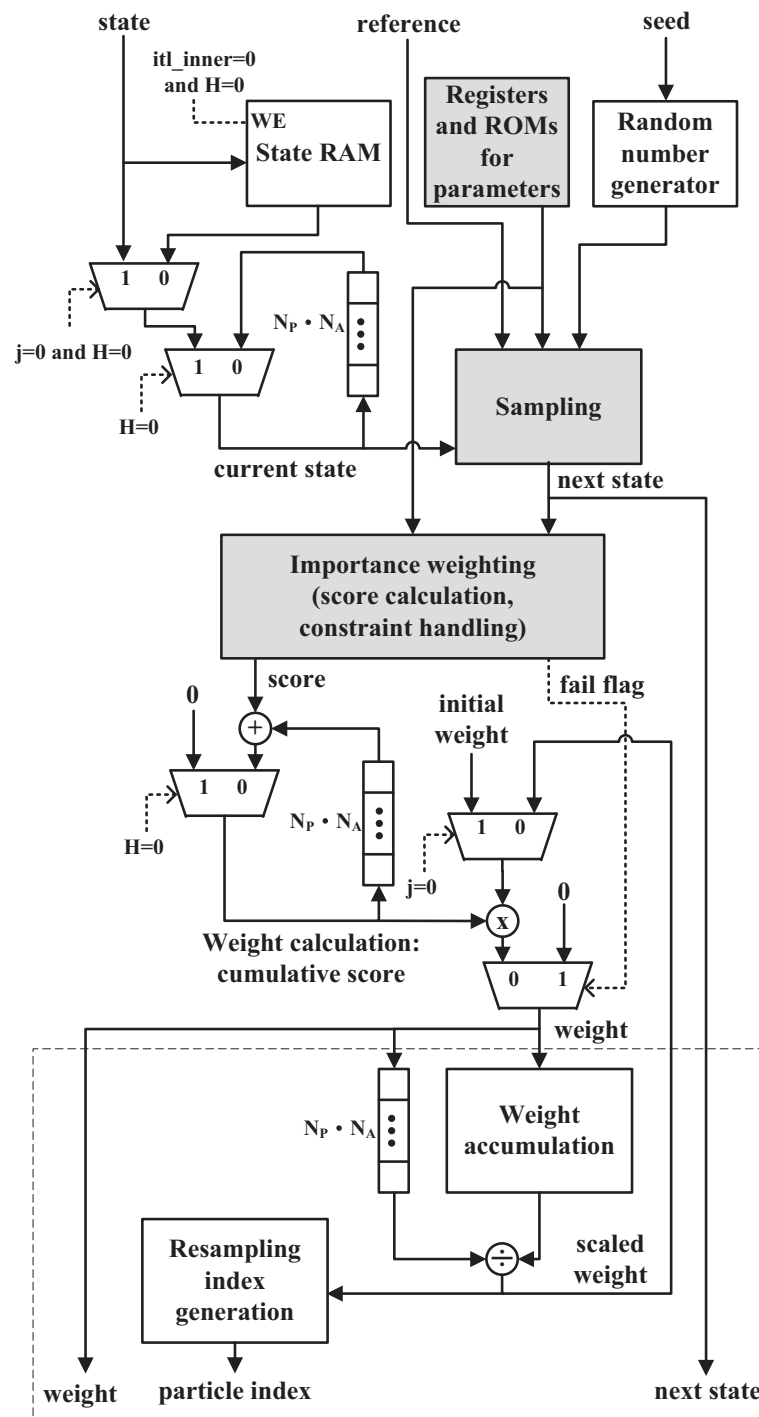 state
reference
seed
itl_inner=0
and H=0
WE
State RAM
Registers
and ROMs
for
parameters
Random
number
generator
1 0
j=0 and H=0
N_P · N_A
1 0
H=0
Sampling
current state
next state
Importance weighting
(score calculation,
constraint handling)
score
fail flag
0
initial
weight
+
1 0
H=0
N_P · N_A
1 0
j=0
x
0
Weight calculation:
cumulative score
0 1
weight
N_P · N_A
Weight
accumulation
Resampling
index
generation
÷
scaled
weight
weight
particle index
next state